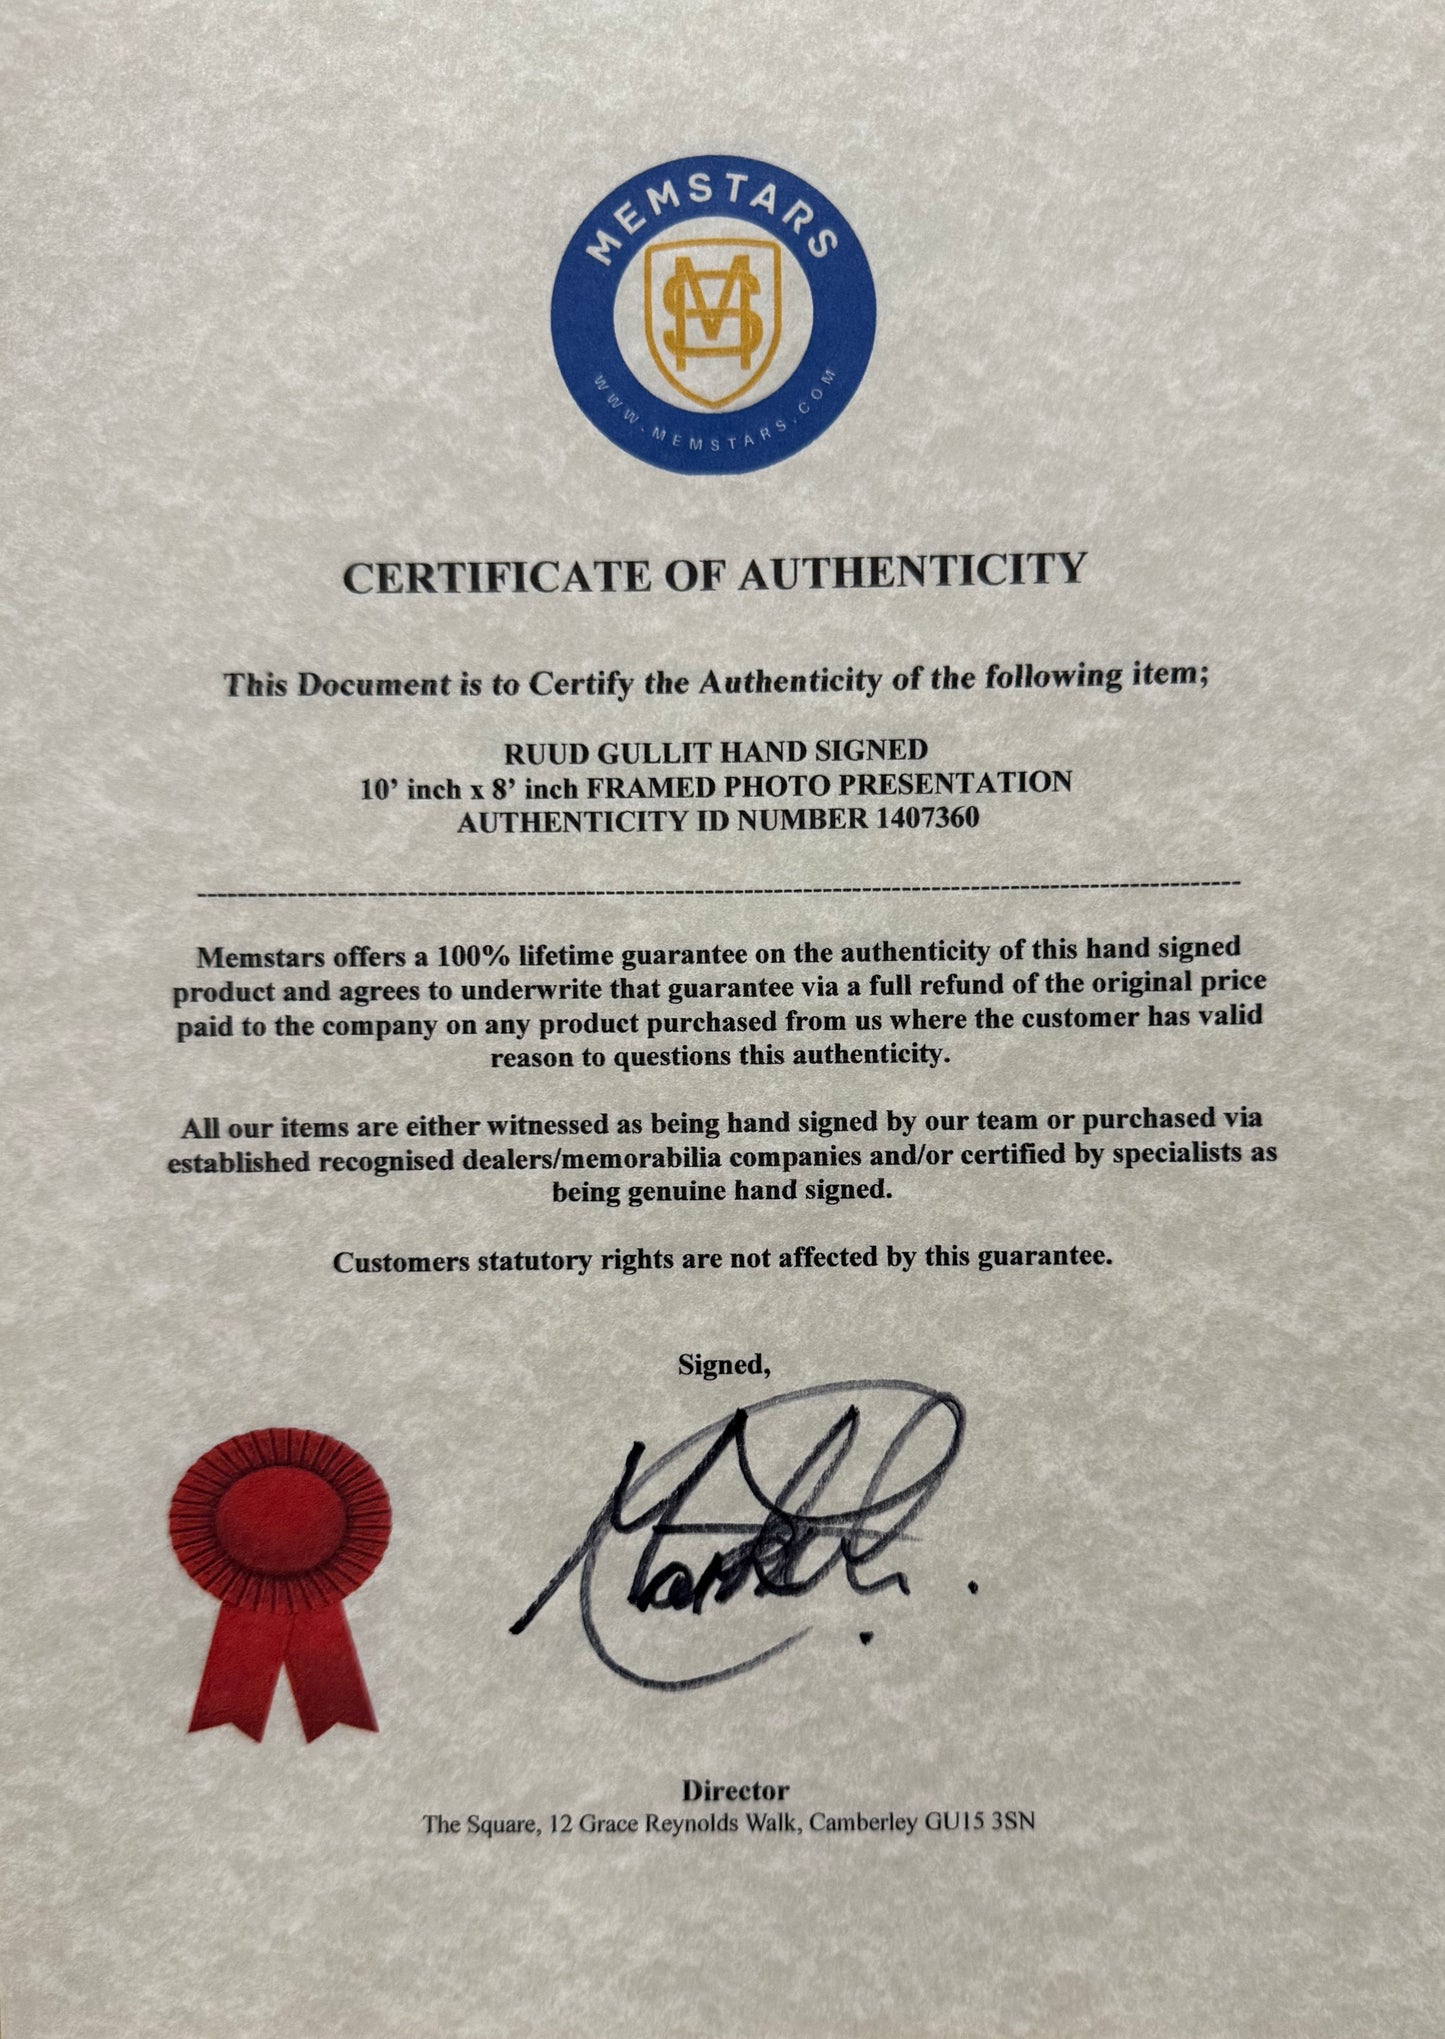 MEMSTARS
WWW.MEMSTARS.COM
CERTIFICATE OF AUTHENTICITY
This Document is to Certify the Authenticity of the following item;
RUUD GULLIT HAND SIGNED
10’ inch x 8’ inch FRAMED PHOTO PRESENTATION
AUTHENTICITY ID NUMBER 1407360
Memstars offers a 100% lifetime guarantee on the authenticity of this hand signed
product and agrees to underwrite that guarantee via a full refund of the original price
paid to the company on any product purchased from us where the customer has valid
reason to questions this authenticity.
All our items are either witnessed as being hand signed by our team or purchased via
established recognised dealers/memorabilia companies and/or certified by specialists as
being genuine hand signed.
Customers statutory rights are not affected by this guarantee.
Signed,
Director
The Square, 12 Grace Reynolds Walk, Camberley GU15 3SN